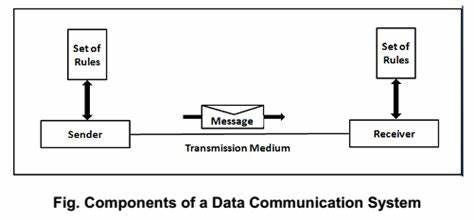 Set of
Rules
Set of
Rules
Message
Sender
Receiver
Transmission Medium
Fig. Components of a Data Communication System